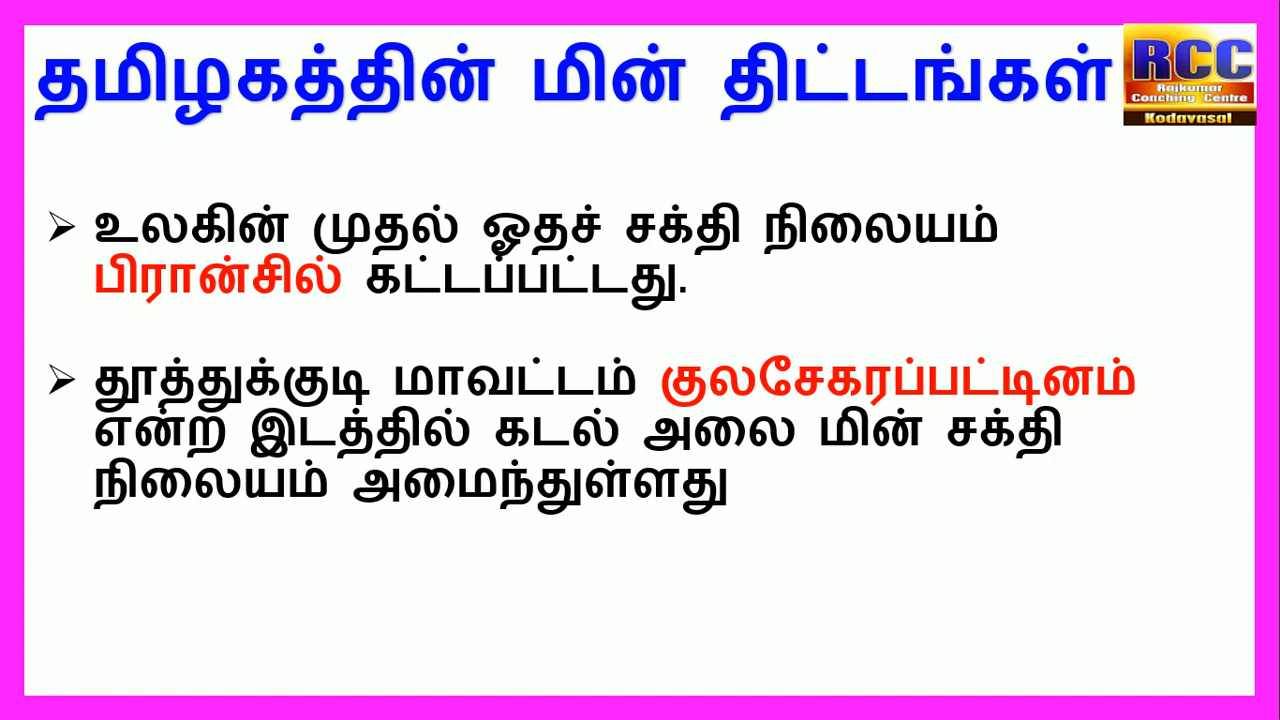 தமிழகத்தின் மின் திட்டங்கள்
RCC
Rajkumar
Coaching Centre
Kodavasal
➢ உலகின் முதல் ஓதச் சக்தி நிலையம்
பிரான்சில் கட்டப்பட்டது.
➢ தூத்துக்குடி மாவட்டம் குலசேகரப்பட்டினம்
என்ற இடத்தில் கடல் அலை மின் சக்தி
நிலையம் அமைந்துள்ளது